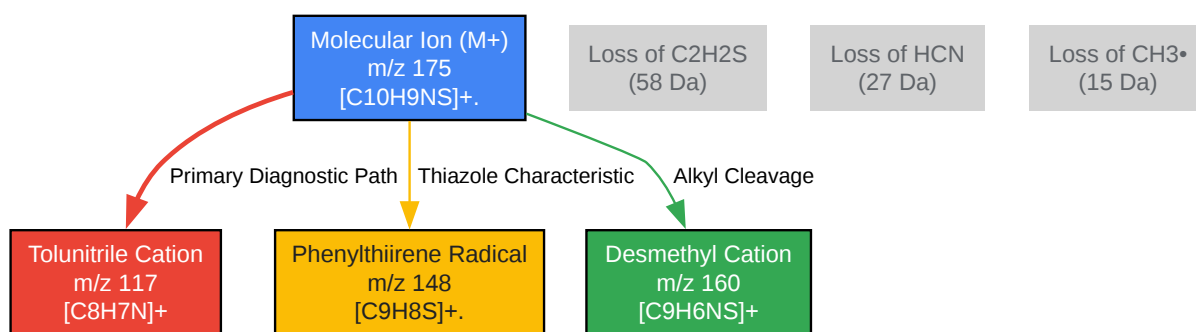 Molecular Ion (M+)
m/z 175
[C10H9NS]+.
Loss of C2H2S
(58 Da)
Loss of HCN
(27 Da)
Loss of CH3•
(15 Da)
Primary Diagnostic Path
Thiazole Characteristic
Alkyl Cleavage
Tolunitrile Cation
m/z 117
[C8H7N]+
Phenylthiirene Radical
m/z 148
[C9H8S]+.
Desmethyl Cation
m/z 160
[C9H6NS]+